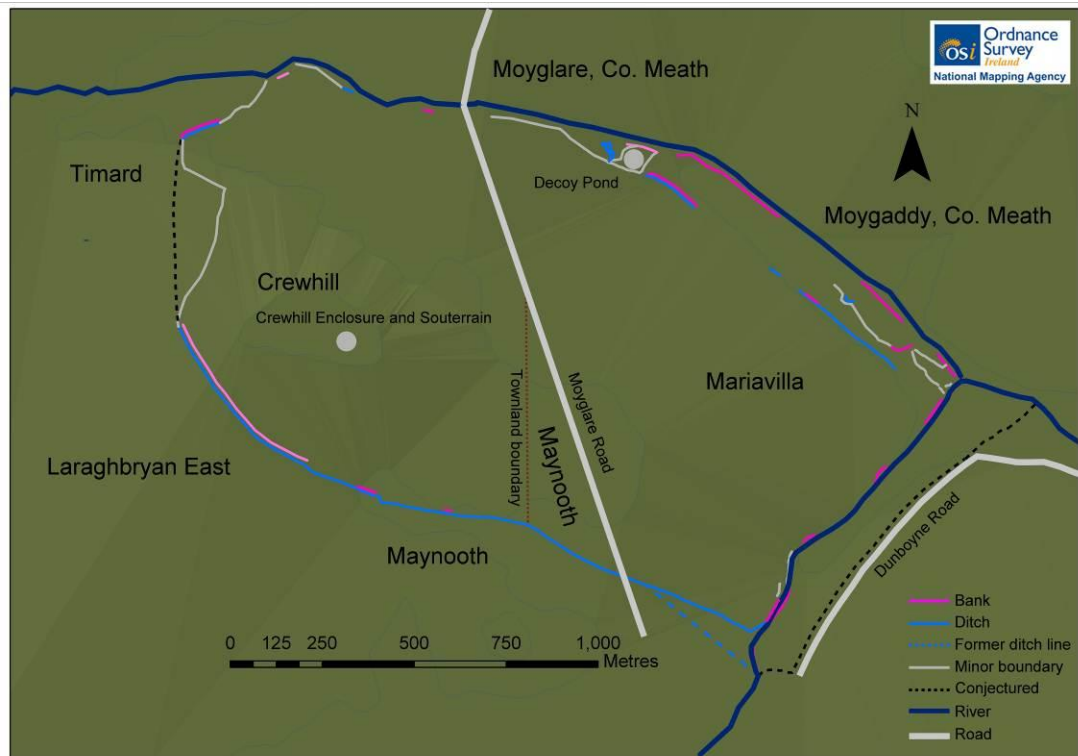 Ordnance
Survey
Ireland
osi
National Mapping Agency
Moyglare, Co. Meath
N
Timard
Decoy Pond
Moygaddy, Co. Meath
Crewhill
Crewhill Enclosure and Souterrain
Mariavilla
Townland boundary
Moyglare Road
Maynooth
Laraghbryan East
Maynooth
Dunboyne Road
0 125 250 500 750 1,000
Metres
Bank
Ditch
Former ditch line
Minor boundary
Conjectured
River
Road